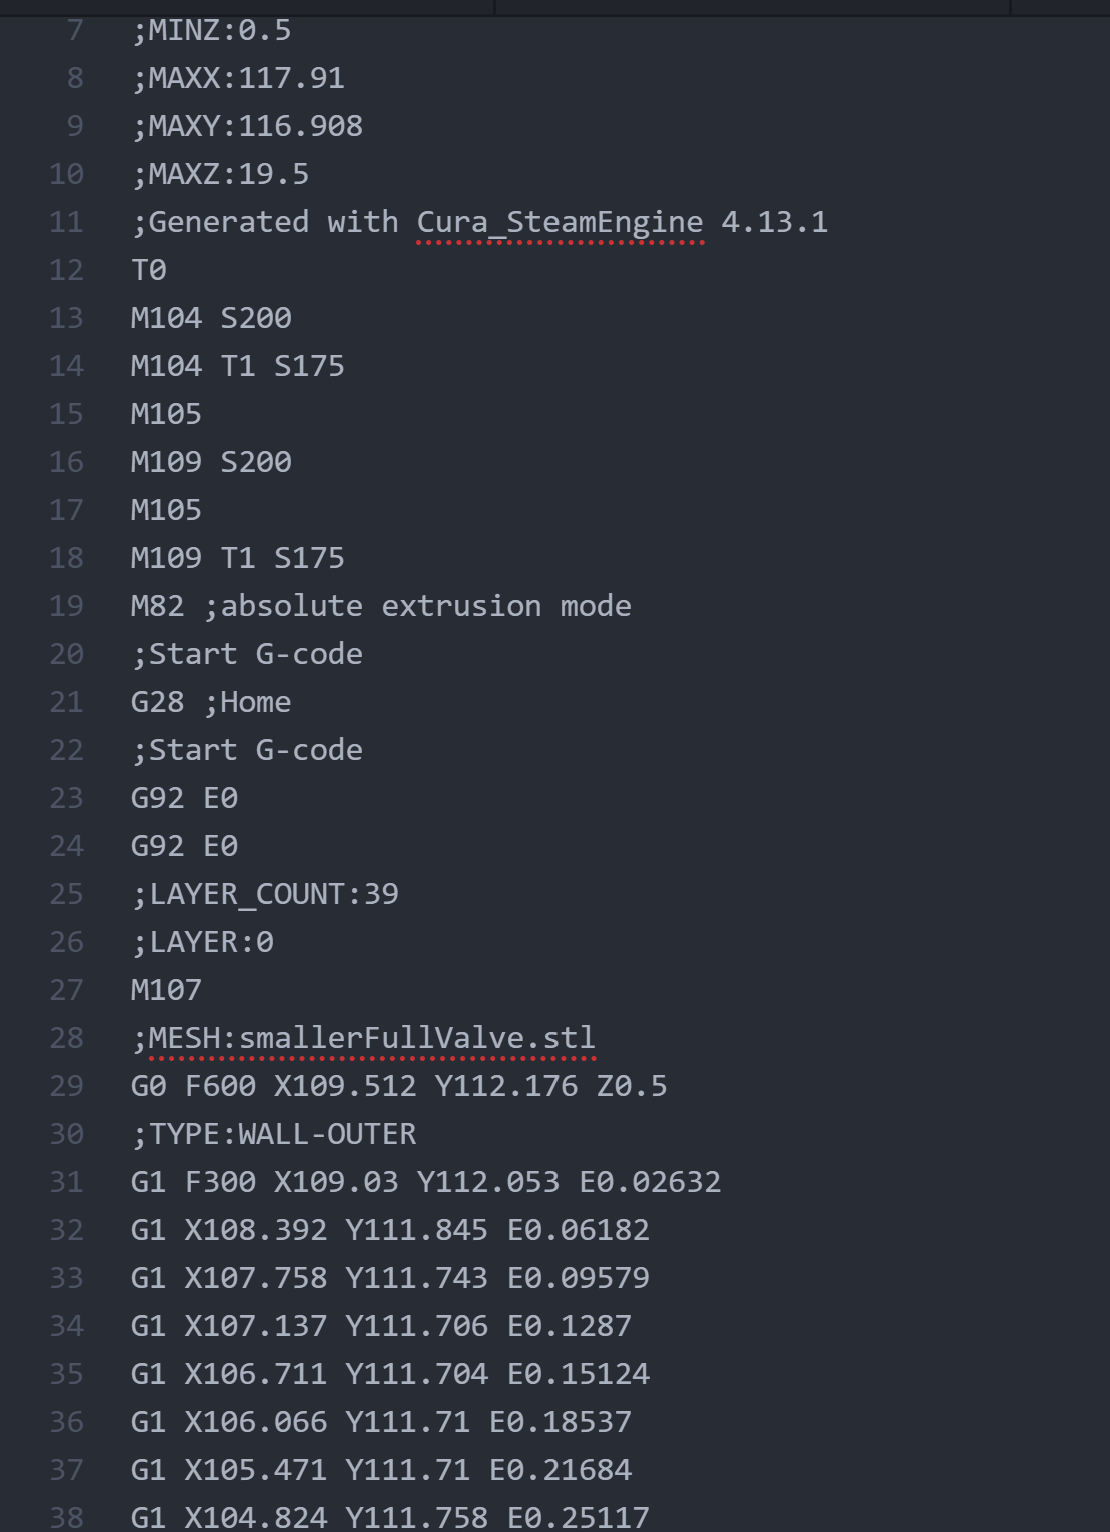 7 ;MINZ:0.5
8 ;MAXX:117.91
9 ;MAXY:116.908
10 ;MAXZ:19.5
11 ;Generated with Cura_SteamEngine 4.13.1
12 T0
13 M104 S200
14 M104 T1 S175
15 M105
16 M109 S200
17 M105
18 M109 T1 S175
19 M82 ;absolute extrusion mode
20 ;Start G-code
21 G28 ;Home
22 ;Start G-code
23 G92 E0
24 G92 E0
25 ;LAYER_COUNT:39
26 ;LAYER:0
27 M107
28 ;MESH:smallerFullValve.stl
29 G0 F600 X109.512 Y112.176 Z0.5
30 ;TYPE:WALL-OUTER
31 G1 F300 X109.03 Y112.053 E0.02632
32 G1 X108.392 Y111.845 E0.06182
33 G1 X107.758 Y111.743 E0.09579
34 G1 X107.137 Y111.706 E0.1287
35 G1 X106.711 Y111.704 E0.15124
36 G1 X106.066 Y111.71 E0.18537
37 G1 X105.471 Y111.71 E0.21684
38 G1 X104.824 Y111.758 E0.25117